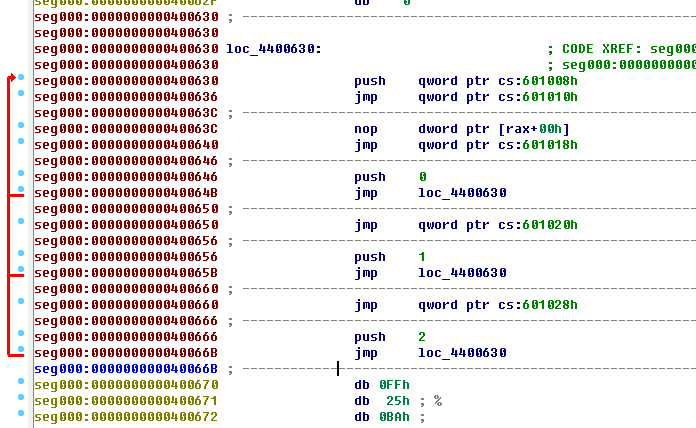 seg000:000000000040062F db 0
seg000:0000000000400630 ; ----------------------------------------------------------
seg000:0000000000400630
seg000:0000000000400630 loc_4400630: ; CODE XREF: seg0
seg000:0000000000400630 ; seg000:0000000000
seg000:0000000000400630 push qword ptr cs:601008h
seg000:0000000000400636 jmp qword ptr cs:601010h
seg000:000000000040063C ; ----------------------------------------------------------
seg000:000000000040063C nop dword ptr [rax+00h]
seg000:0000000000400640 jmp qword ptr cs:601018h
seg000:0000000000400646 ; ----------------------------------------------------------
seg000:0000000000400646 push 0
seg000:000000000040064B jmp loc_4400630
seg000:0000000000400650 ; ----------------------------------------------------------
seg000:0000000000400650 jmp qword ptr cs:601020h
seg000:0000000000400656 ; ----------------------------------------------------------
seg000:0000000000400656 push 1
seg000:000000000040065B jmp loc_4400630
seg000:0000000000400660 ; ----------------------------------------------------------
seg000:0000000000400660 jmp qword ptr cs:601028h
seg000:0000000000400666 ; ----------------------------------------------------------
seg000:0000000000400666 push 2
seg000:000000000040066B jmp loc_4400630
seg000:000000000040066B ; ----------------------------------------------------------
seg000:0000000000400670 db 0FFh
seg000:0000000000400671 db 25h ; %
seg000:0000000000400672 db 0BAh ;